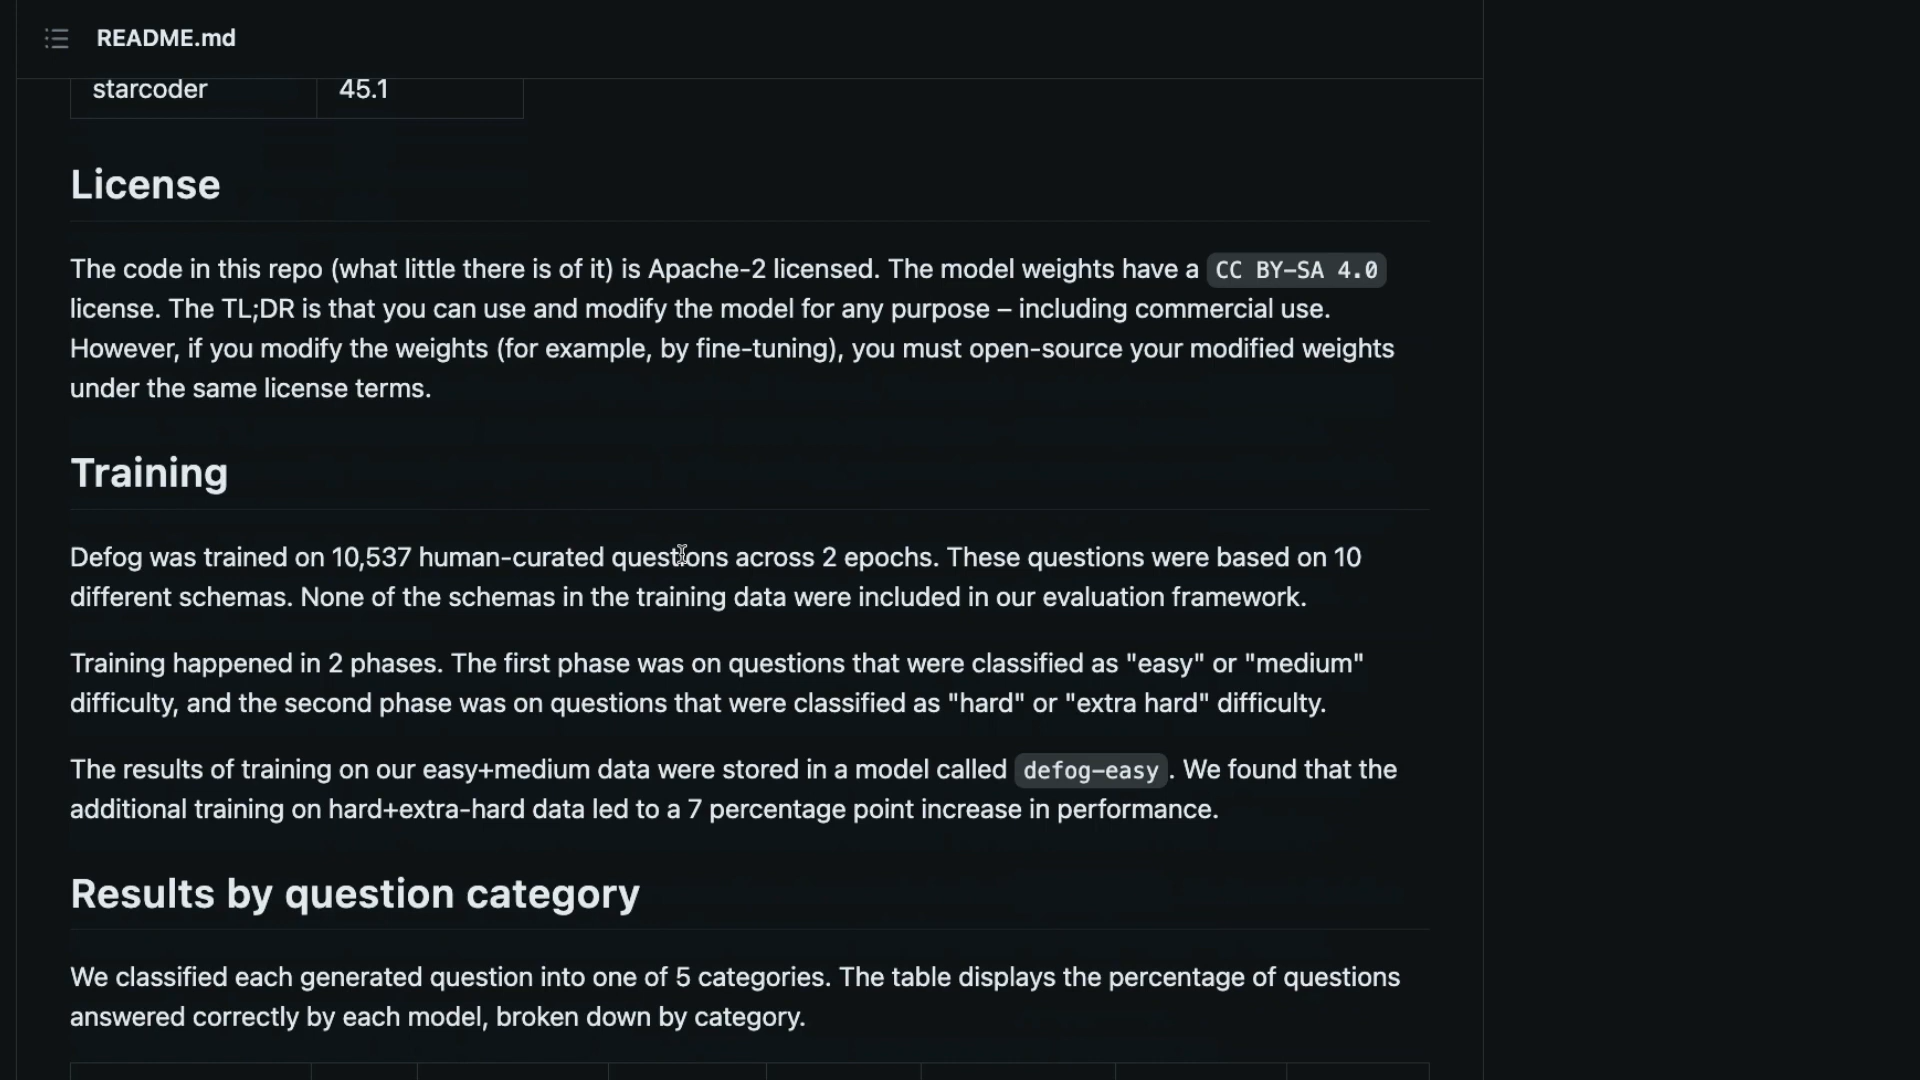 README.md
starcoder 45.1
License
The code in this repo (what little there is of it) is Apache-2 licensed. The model weights have a CC BY-SA 4.0
license. The TL;DR is that you can use and modify the model for any purpose – including commercial use.
However, if you modify the weights (for example, by fine-tuning), you must open-source your modified weights
under the same license terms.
Training
Defog was trained on 10,537 human-curated questions across 2 epochs. These questions were based on 10
different schemas. None of the schemas in the training data were included in our evaluation framework.
Training happened in 2 phases. The first phase was on questions that were classified as "easy" or "medium"
difficulty, and the second phase was on questions that were classified as "hard" or "extra hard" difficulty.
The results of training on our easy+medium data were stored in a model called defog-easy. We found that the
additional training on hard+extra-hard data led to a 7 percentage point increase in performance.
Results by question category
We classified each generated question into one of 5 categories. The table displays the percentage of questions
answered correctly by each model, broken down by category.